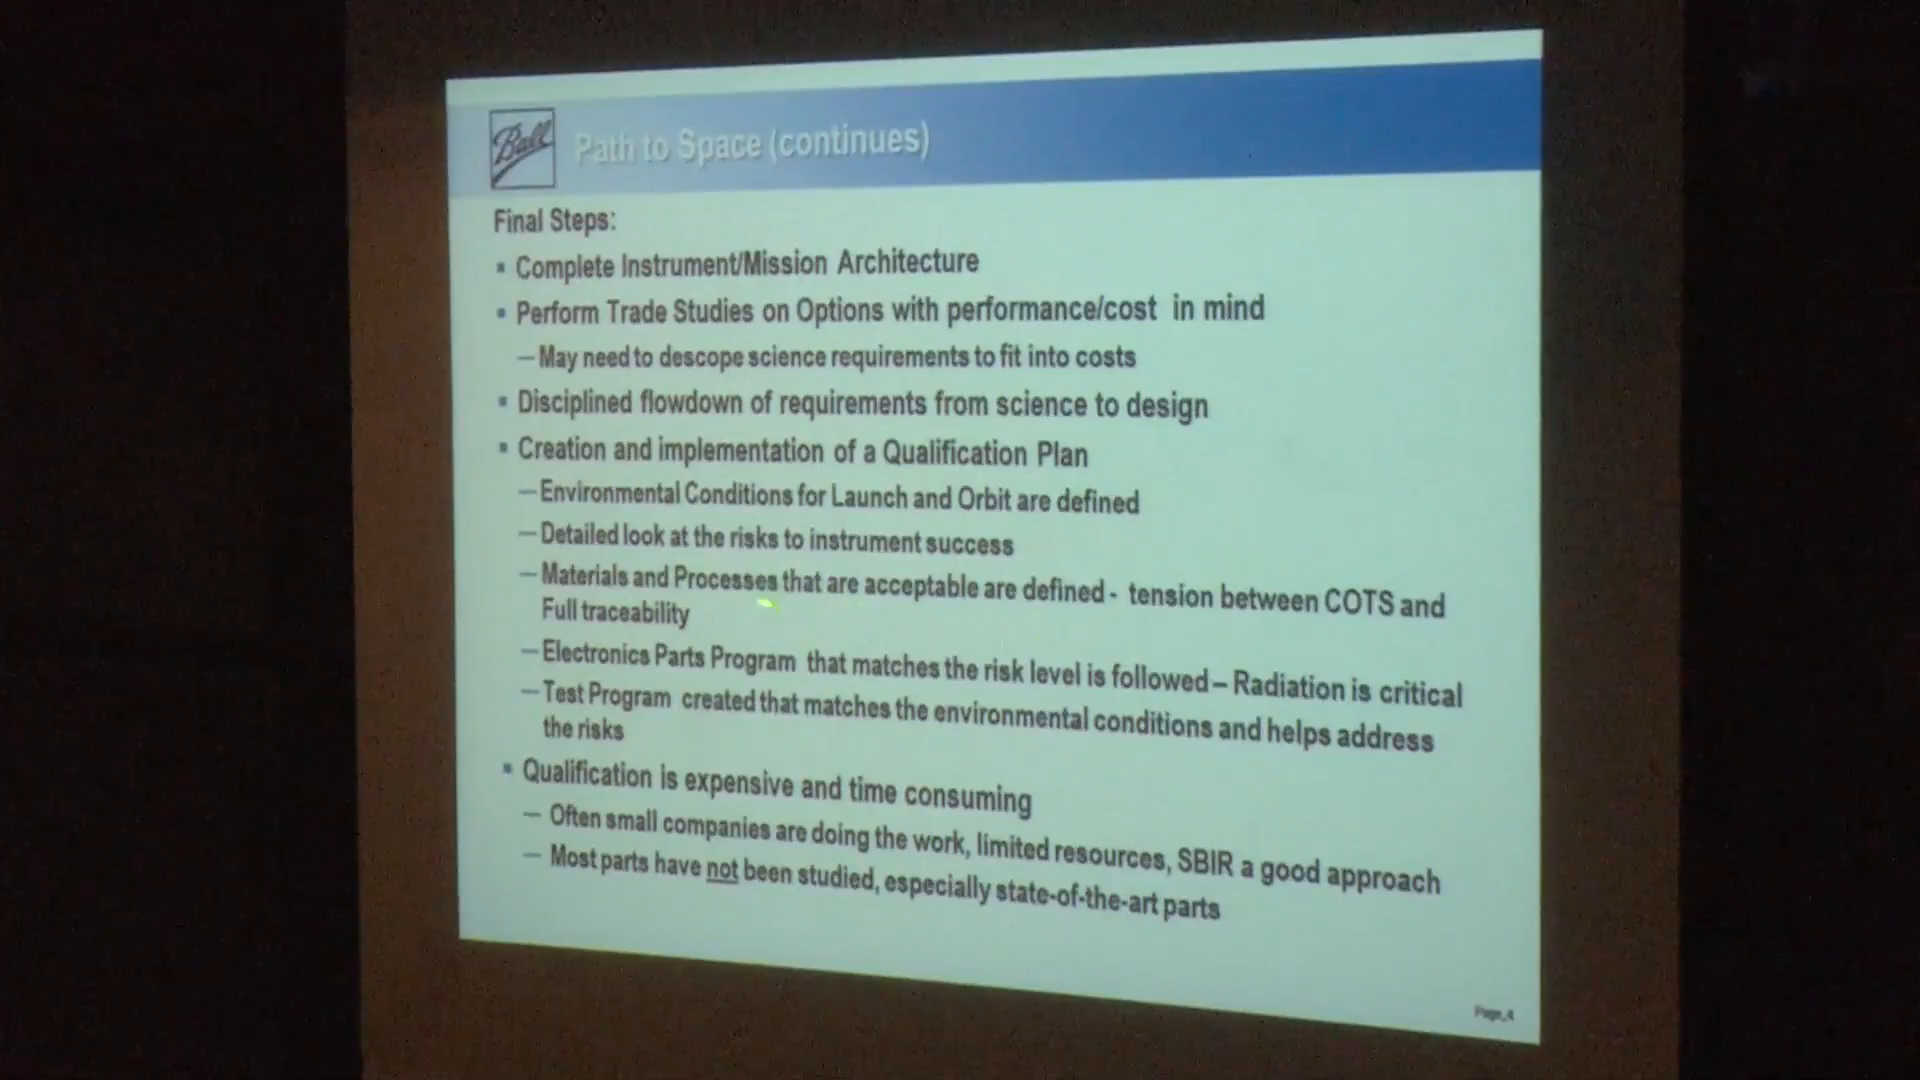 Ball
Path to Space (continues)
Final Steps:
▪ Complete Instrument/Mission Architecture
▪ Perform Trade Studies on Options with performance/cost in mind
– May need to descope science requirements to fit into costs
▪ Disciplined flowdown of requirements from science to design
▪ Creation and implementation of a Qualification Plan
– Environmental Conditions for Launch and Orbit are defined
– Detailed look at the risks to instrument success
– Materials and Processes that are acceptable are defined - tension between COTS and
Full traceability
– Electronics Parts Program that matches the risk level is followed – Radiation is critical
– Test Program created that matches the environmental conditions and helps address
the risks
▪ Qualification is expensive and time consuming
– Often small companies are doing the work, limited resources, SBIR a good approach
– Most parts have not been studied, especially state-of-the-art parts
Page_4